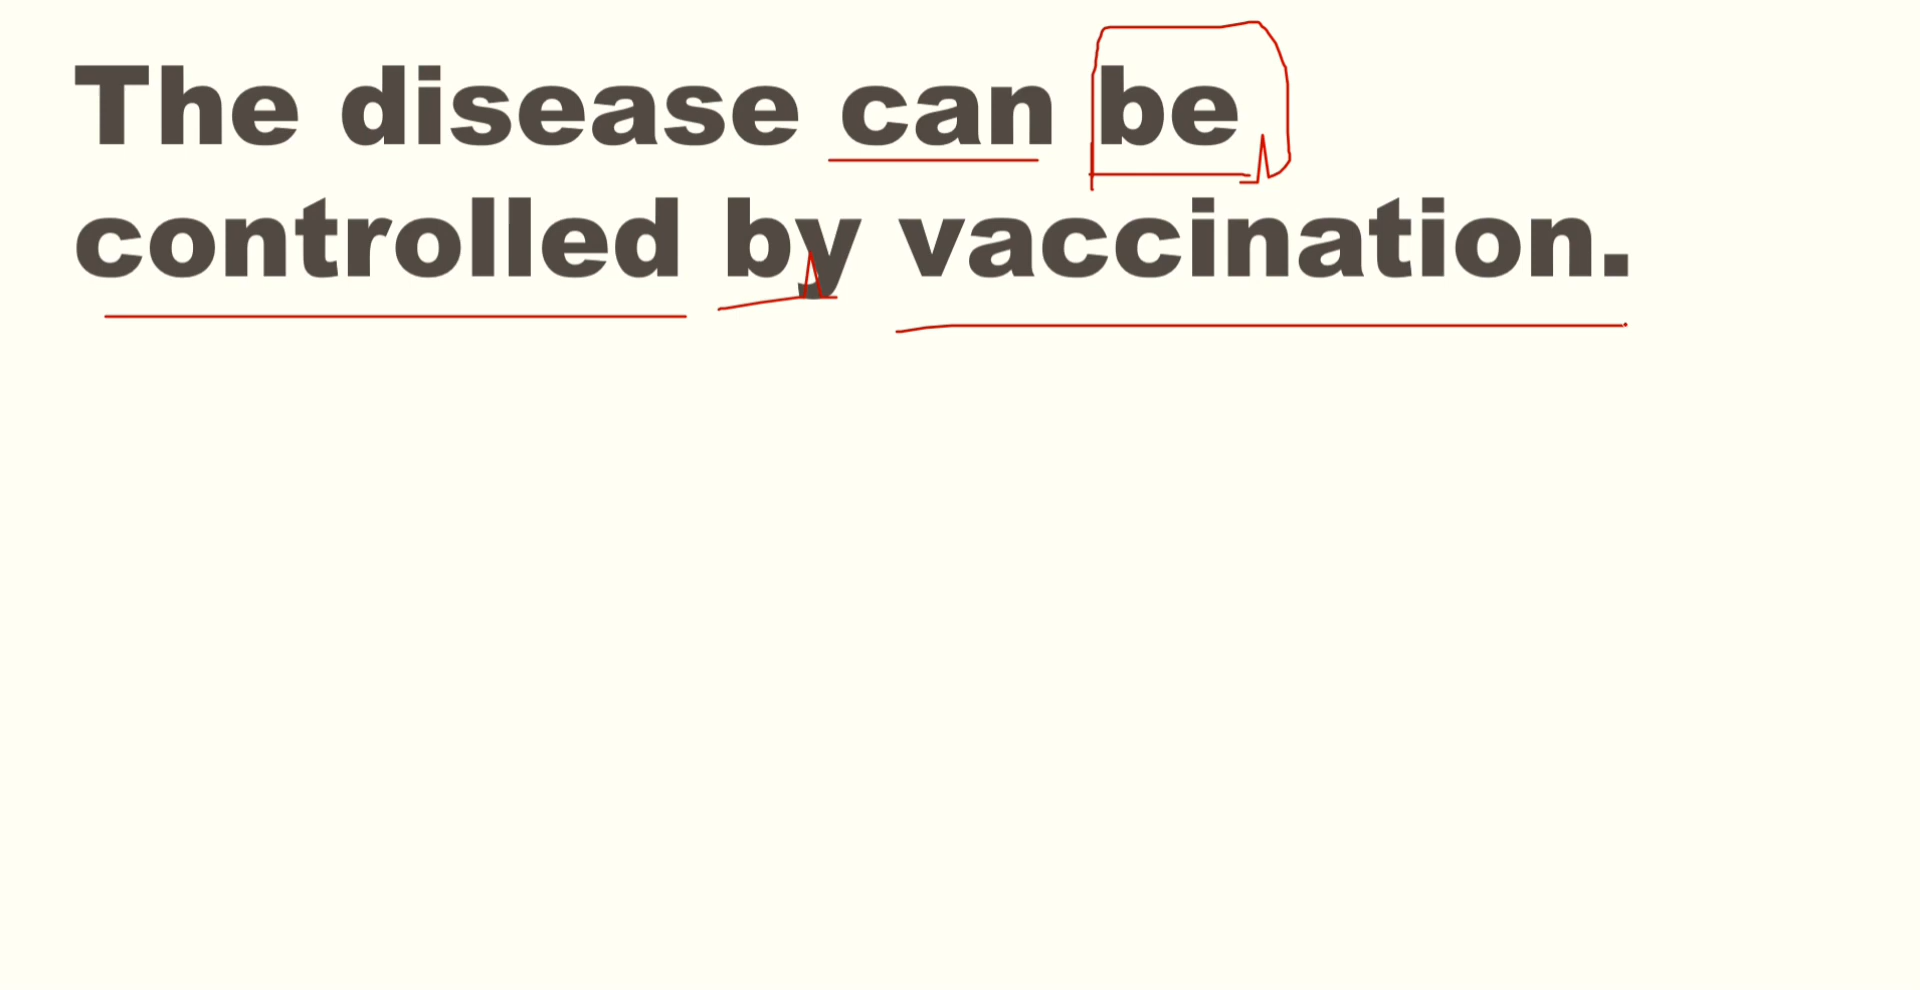 The disease can be
controlled by vaccination.